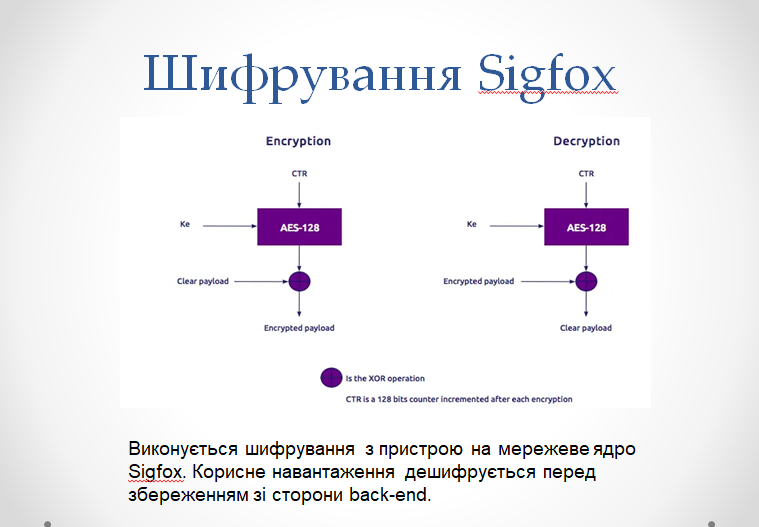 Шифрування Sigfox
Encryption
Decryption
CTR
CTR
Ke
AES-128
Ke
AES-128
Clear payload
Encrypted payload
Encrypted payload
Clear payload
Is the XOR operation
CTR is a 128 bits counter incremented after each encryption
Виконується шифрування з пристрою на мережеве ядро
Sigfox. Корисне навантаження дешифрується перед
збереженням зі сторони back-end.